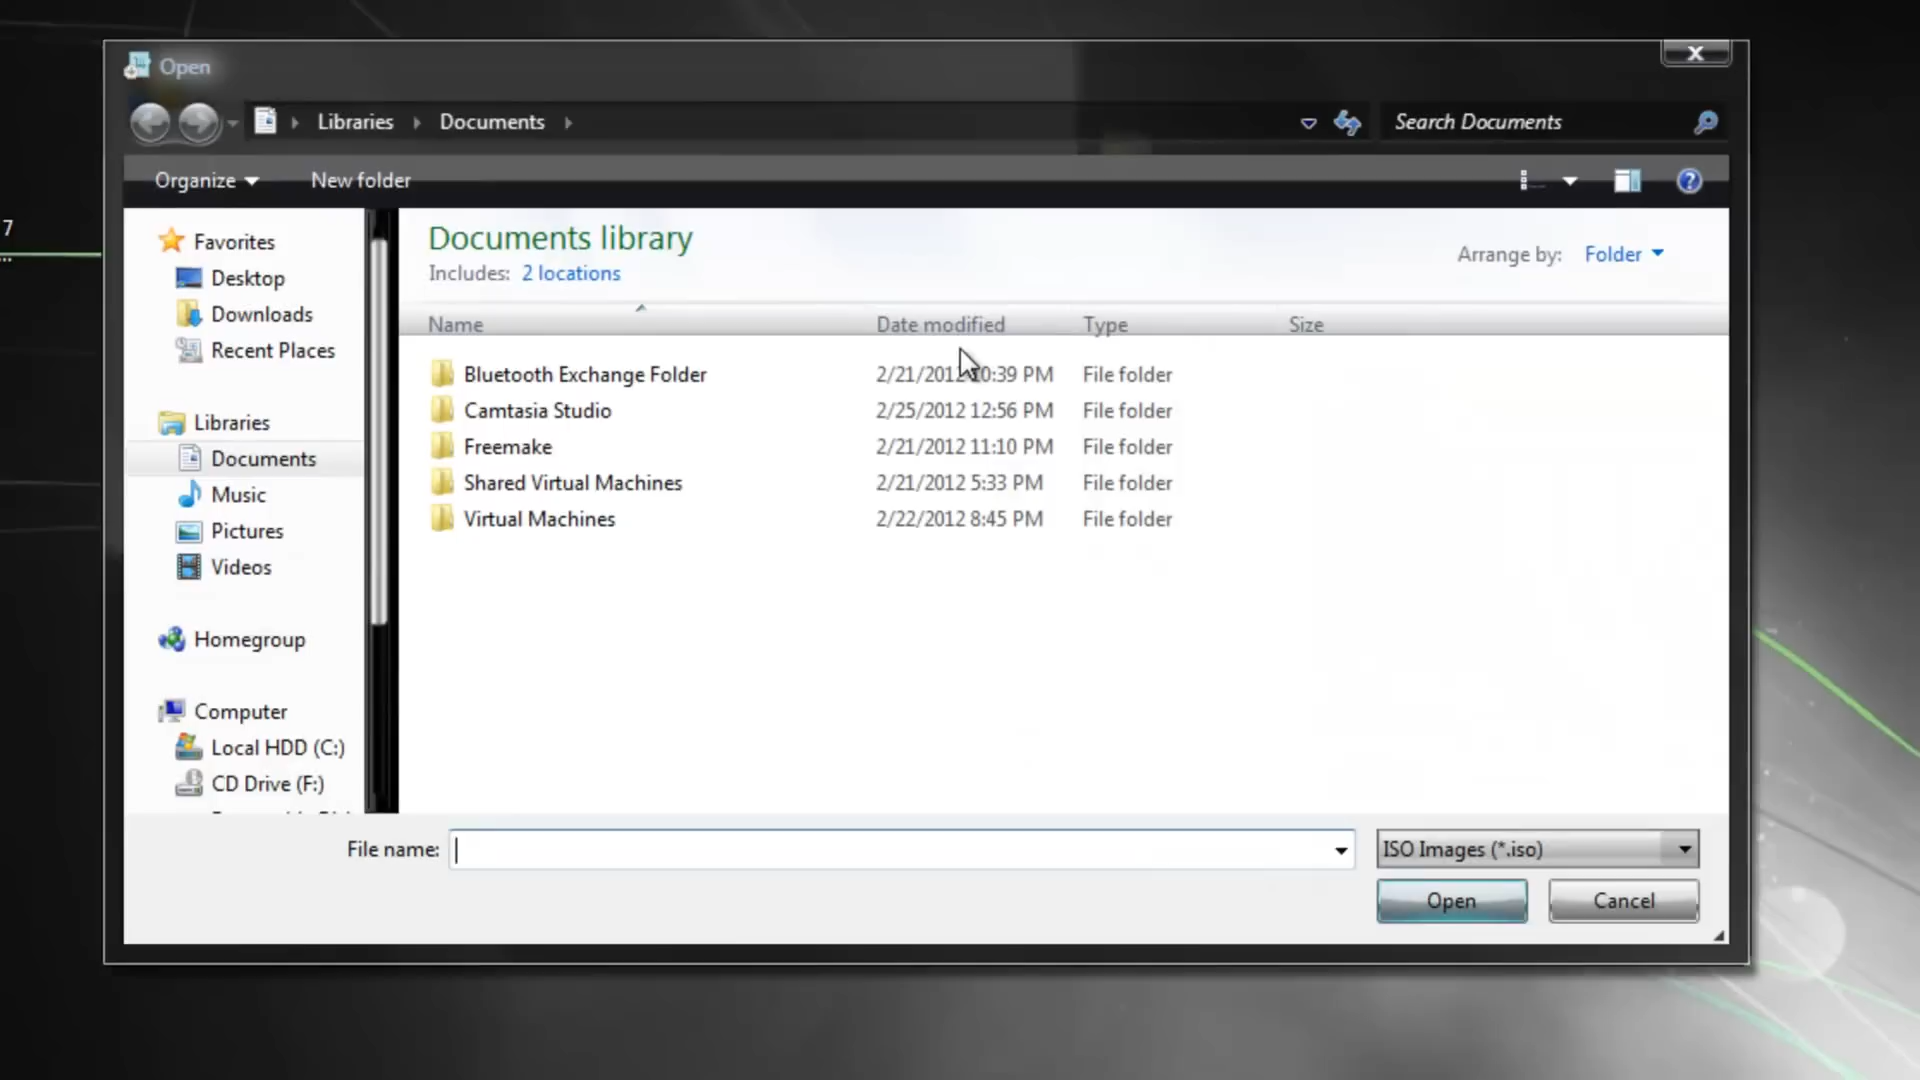 Open
X
Libraries Documents
Search Documents
Organize New folder
7
...
Favorites
Desktop
Downloads
Recent Places
Libraries
Documents
Music
Pictures
Videos
Homegroup
Computer
Local HDD (C:)
CD Drive (F:)
Documents library
Includes: 2 locations
Arrange by: Folder
Name Date modified Type Size
Bluetooth Exchange Folder 2/21/2012 10:39 PM File folder
Camtasia Studio 2/25/2012 12:56 PM File folder
Freemake 2/21/2012 11:10 PM File folder
Shared Virtual Machines 2/21/2012 5:33 PM File folder
Virtual Machines 2/22/2012 8:45 PM File folder
File name:
ISO Images (*.iso)
Open Cancel